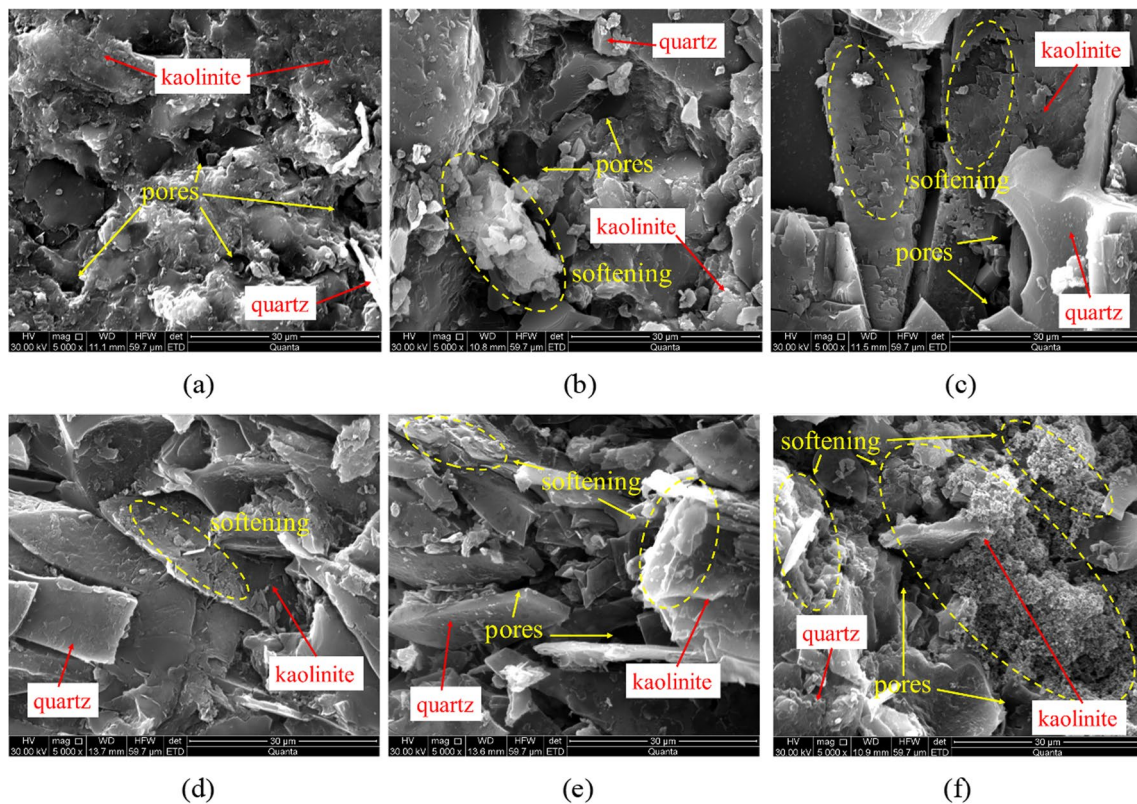 kaolinite
pores
quartz
HV mag □ WD HFW det 30 µm
30.00 kV 5 000 x 11.1 mm 59.7 µm ETD Quanta
(a)
quartz
pores
kaolinite
softening
HV mag □ WD HFW det 30 µm
30.00 kV 5 000 x 10.8 mm 59.7 µm ETD Quanta
(b)
kaolinite
softening
pores
quartz
HV mag □ WD HFW det 30 µm
30.00 kV 5 000 x 11.5 mm 59.7 µm ETD Quanta
(c)
softening
kaolinite
quartz
HV mag □ WD HFW det 30 µm
30.00 kV 5 000 x 13.7 mm 59.7 µm ETD Quanta
(d)
softening
pores
kaolinite
quartz
HV mag □ WD HFW det 30 µm
30.00 kV 5 000 x 13.6 mm 59.7 µm ETD Quanta
(e)
softening
quartz
pores
kaolinite
HV mag □ WD HFW det 30 µm
30.00 kV 5 000 x 10.9 mm 59.7 µm ETD Quanta
(f)